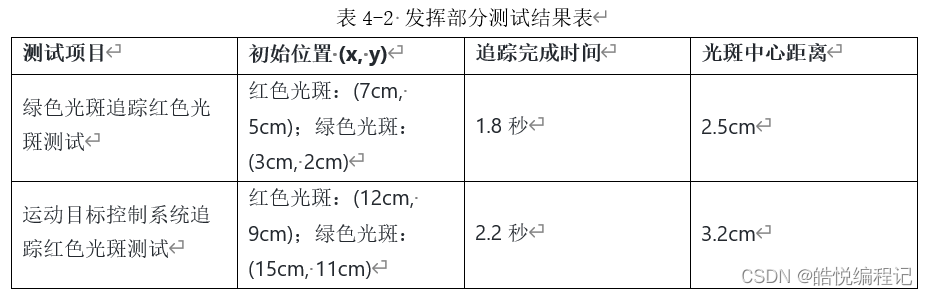 表 4-2 发挥部分测试结果表
测试项目 初始位置 (x, y) 追踪完成时间 光斑中心距离
绿色光斑追踪红色光
斑测试
红色光斑：(7cm,
5cm)；绿色光斑：
(3cm, 2cm)
1.8 秒
2.5cm
运动目标控制系统追
踪红色光斑测试
红色光斑：(12cm,
9cm)；绿色光斑：
(15cm, 11cm)
2.2 秒
3.2cm
CSDN @皓悦编程记